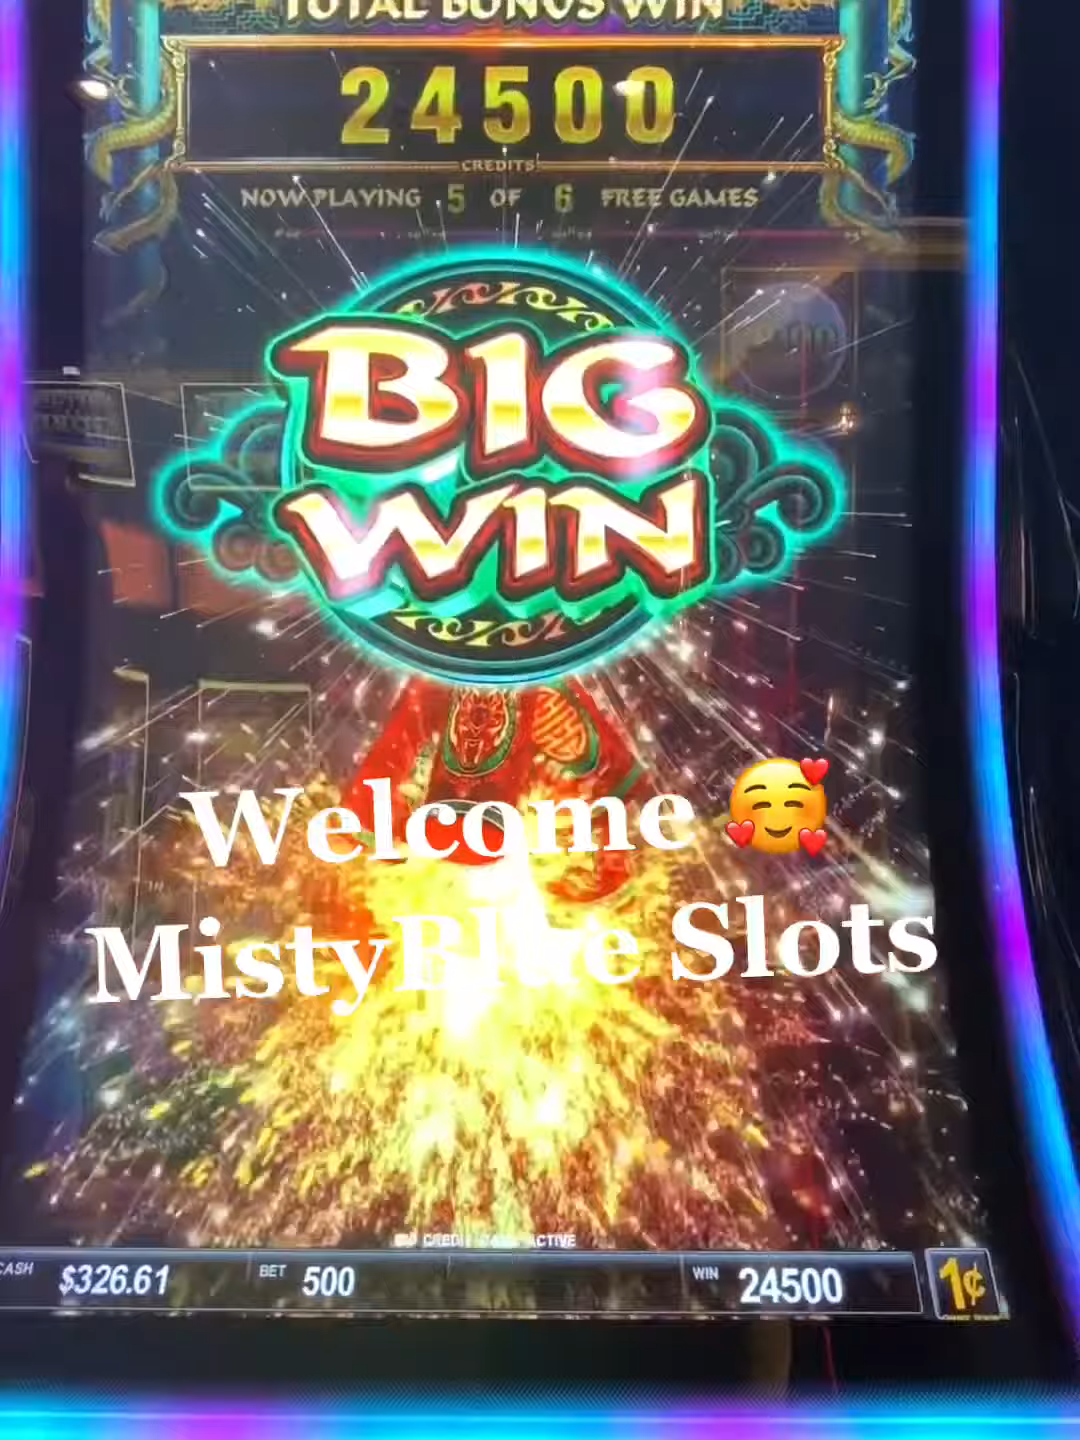 TOTAL BONUS WIN
24500
CREDITS
NOW PLAYING 5 OF 6 FREE GAMES
BIG
WIN
Welcome 🥰
MistyBlue Slots
ACTIVE
CASH $326.61 BET 500 WIN 24500 1¢